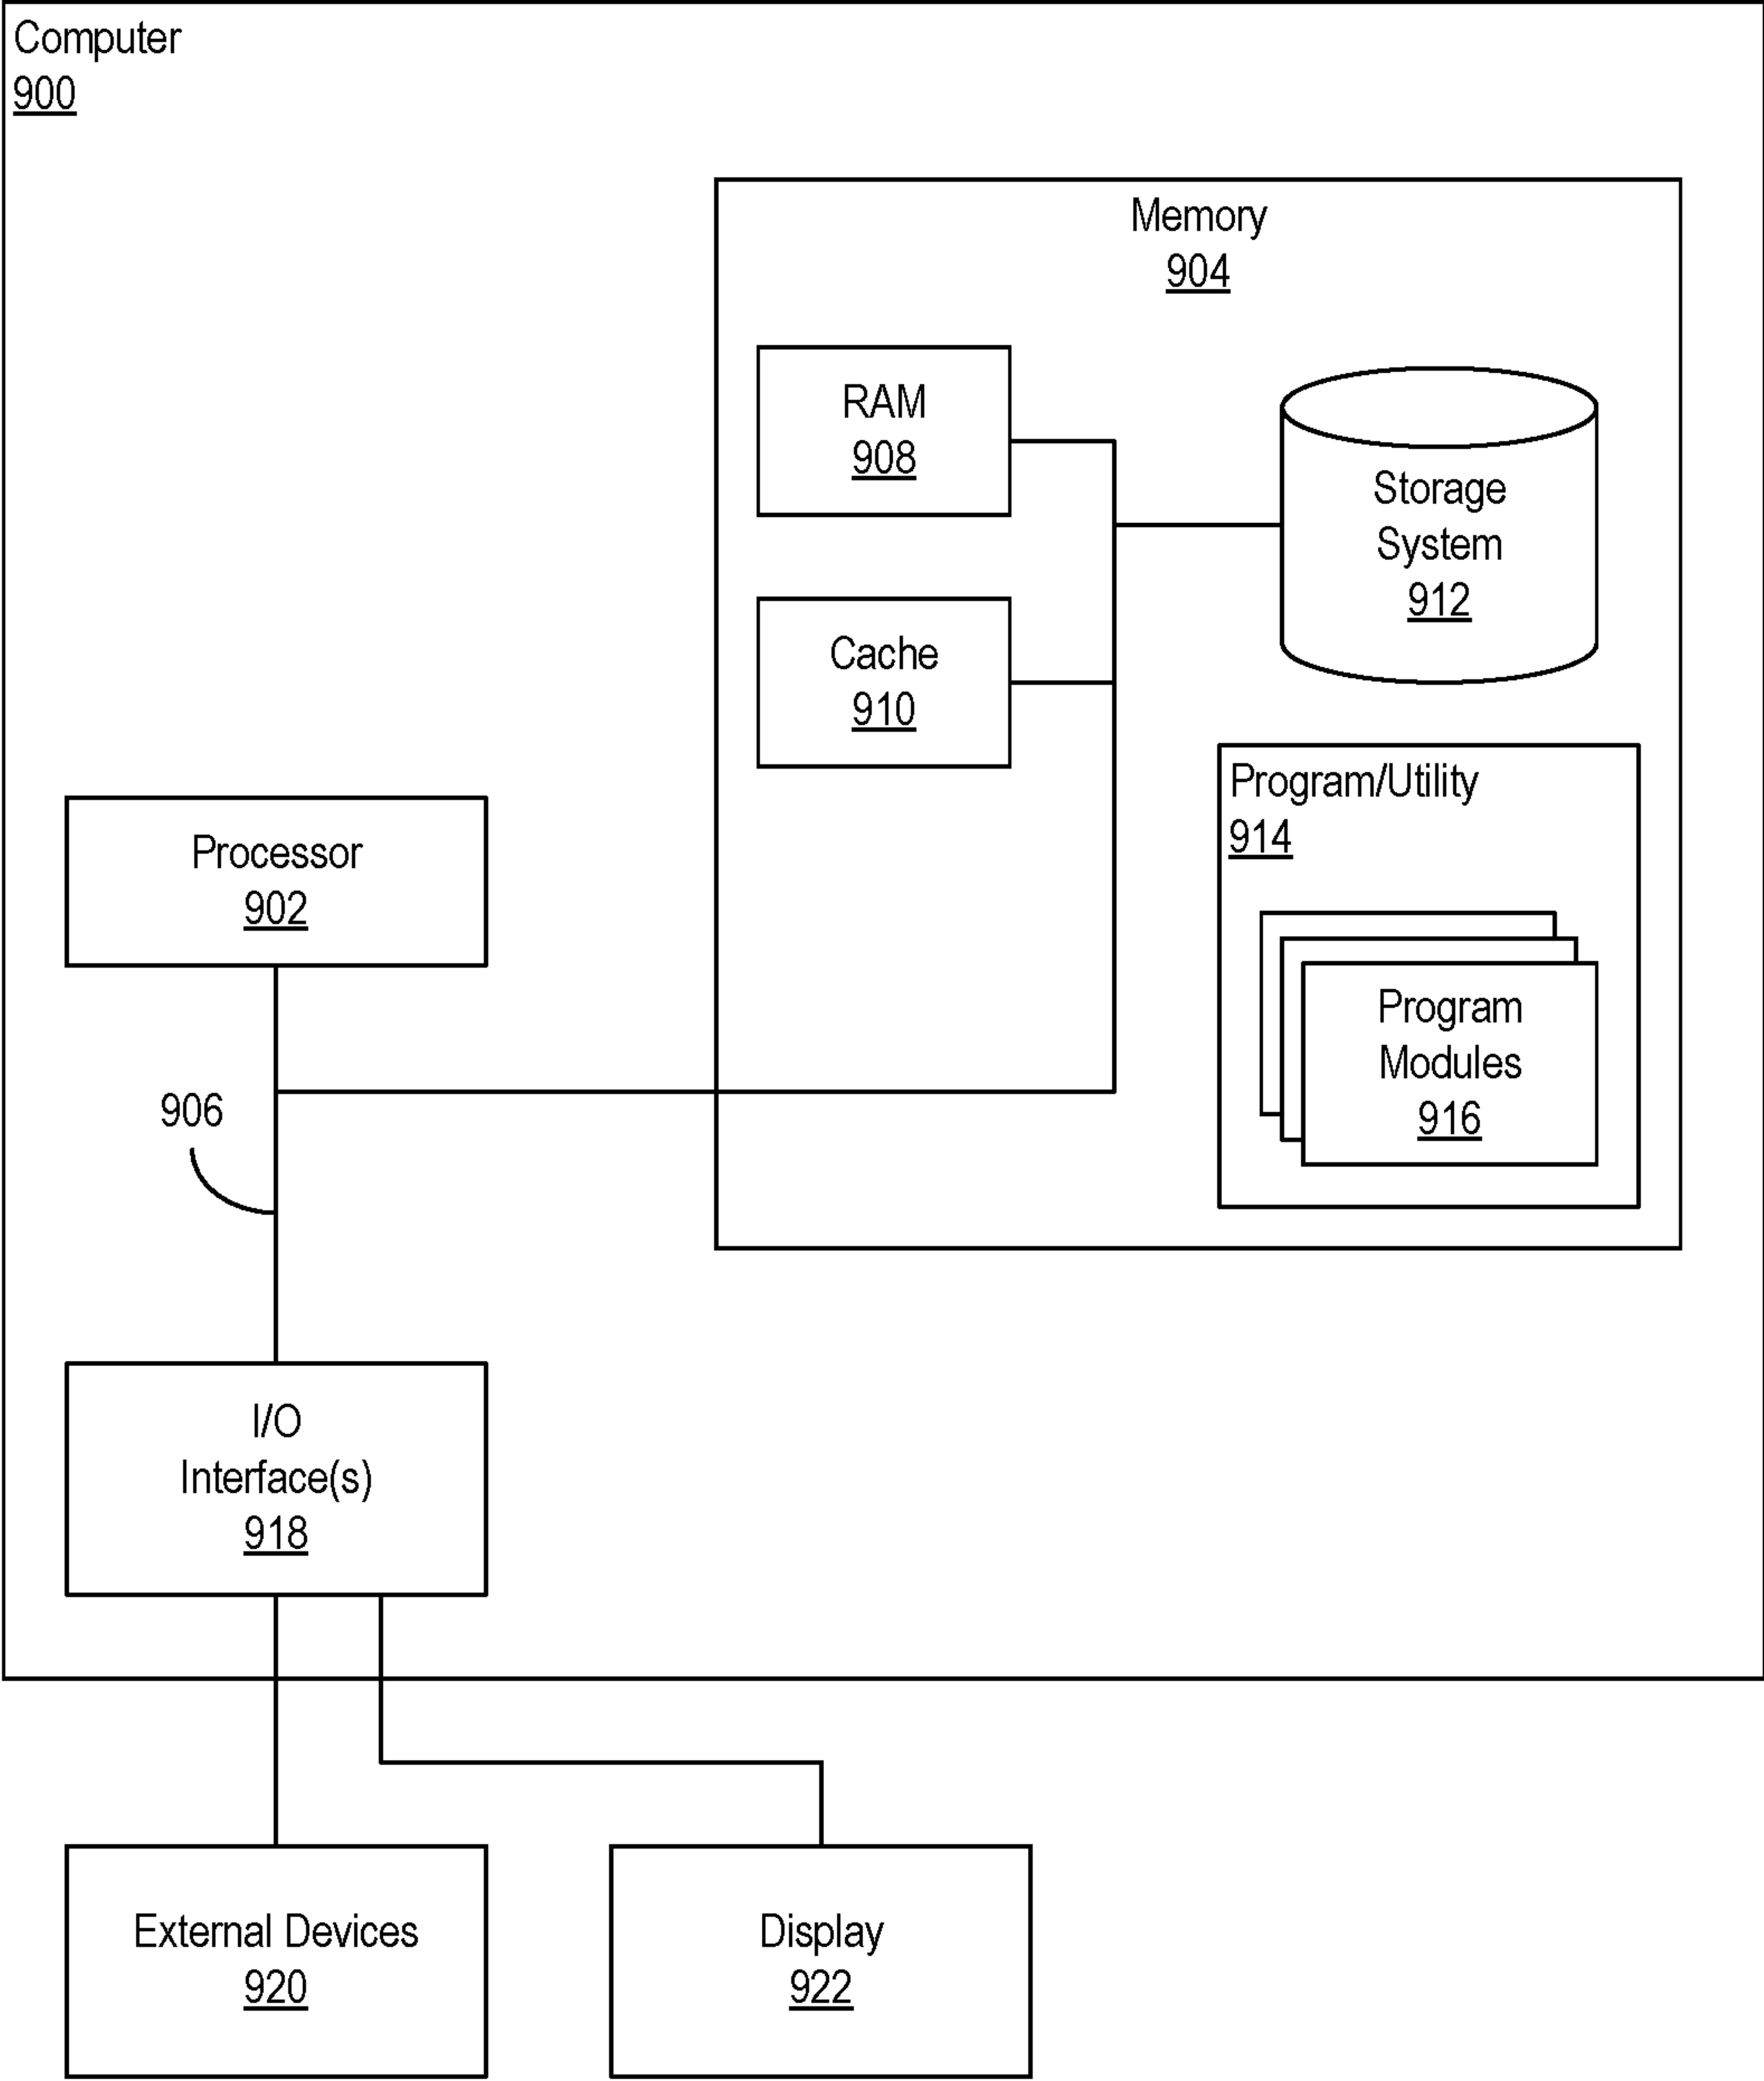 Computer
900
Memory
904
RAM
908
Storage
System
912
Cache
910
Program/Utility
914
Processor
902
Program
Modules
916
906
I/O
Interface(s)
918
External Devices
920
Display
922